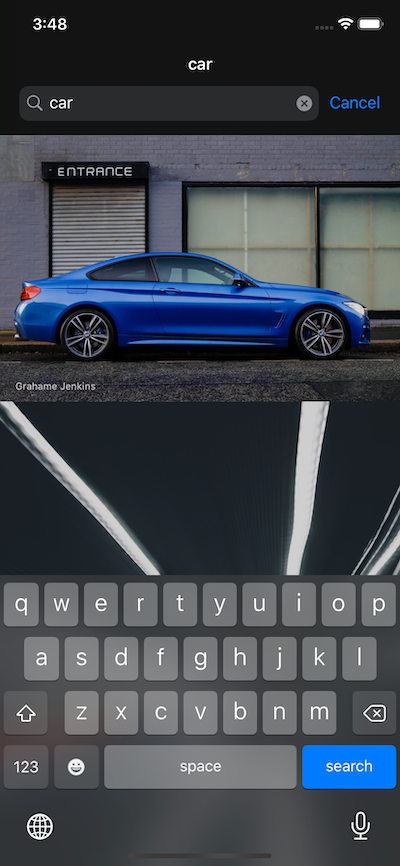 3:48
car
car
Cancel
ENTRANCE
Grahame Jenkins
q w e r t y u i o p
a s d f g h j k l
z x c v b n m
123
space
search